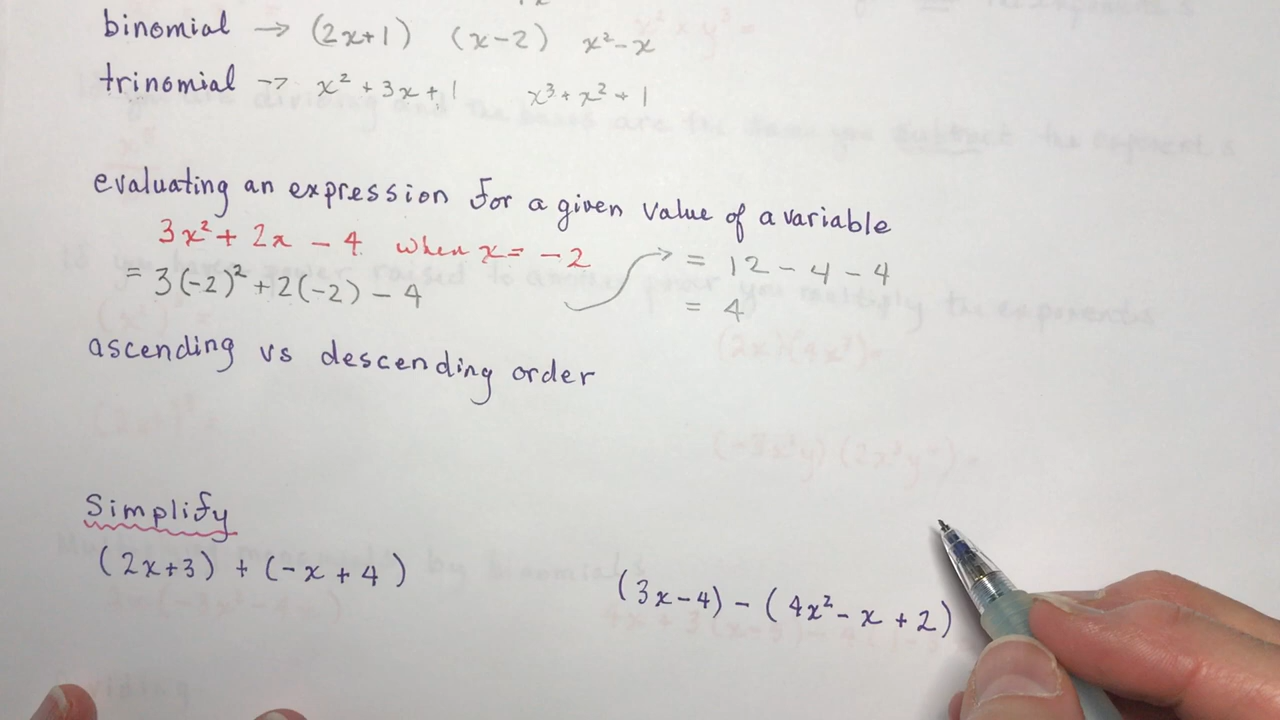 binomial → (2x+1) (x-2) x²-x
trinomial → x² + 3x + 1 x³ + x² + 1
evaluating an expression for a given value of a variable
3x² + 2x - 4 when x = -2
= 3(-2)² + 2(-2) - 4
= 12 - 4 - 4
= 4
ascending vs descending order
Simplify
(2x+3) + (-x + 4)
(3x-4) - (4x² - x + 2)